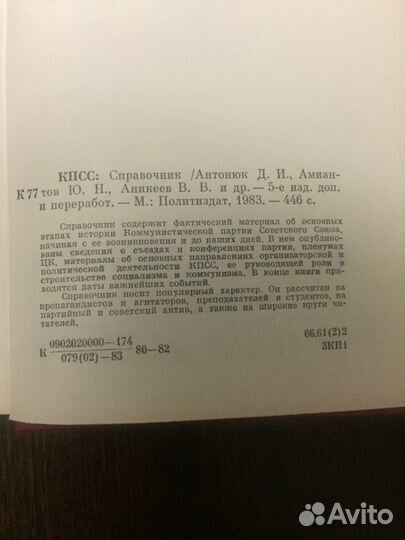 КПСС: Справочник /Антонюк Д. И., Амиан-
К77 тов Ю. Н., Аникеев В. В. и др. — 5-е изд. доп.
и переработ. — М.: Политиздат, 1983. — 446 с.
Справочник содержит фактический материал об основных
этапах истории Коммунистической партии Советского Союза,
начиная с ее возникновения и до наших дней. В нем опублико-
ваны сведения о съездах и конференциях партии, пленумах
ЦК, материалы об основных направлениях организаторской и
политической деятельности КПСС, ее руководящей роли в
строительстве социализма и коммунизма. В конце книги при-
водятся даты важнейших событий.
Справочник носит популярный характер. Он рассчитан на
пропагандистов и агитаторов, преподавателей и студентов, на
партийный и советский актив, а также на широкие круги чи-
тателей.
К 0902020000—174 80—82 66.61(2)2
079(02)—83 3КП1
Avito